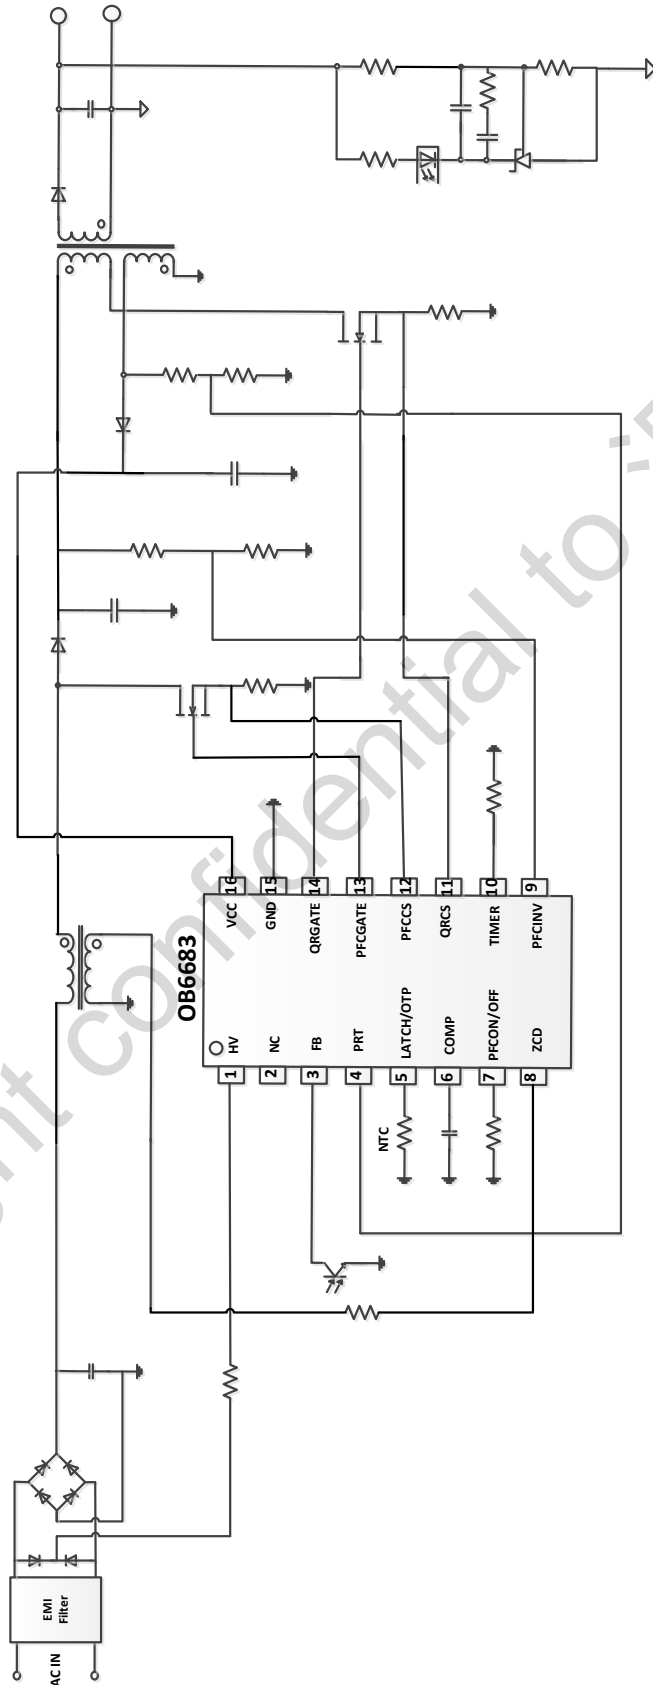 OB6683
16
15
14
13
12
11
10
9
VCC
GND
QRGATE
PFCGATE
PFCCS
QRCS
TIMER
PFCINV
HV
NC
FB
PRT
LATCH/OTP
COMP
PFCON/OFF
ZCD
1
2
3
4
5
6
7
8
NTC
EMI
Filter
AC IN
confidential to